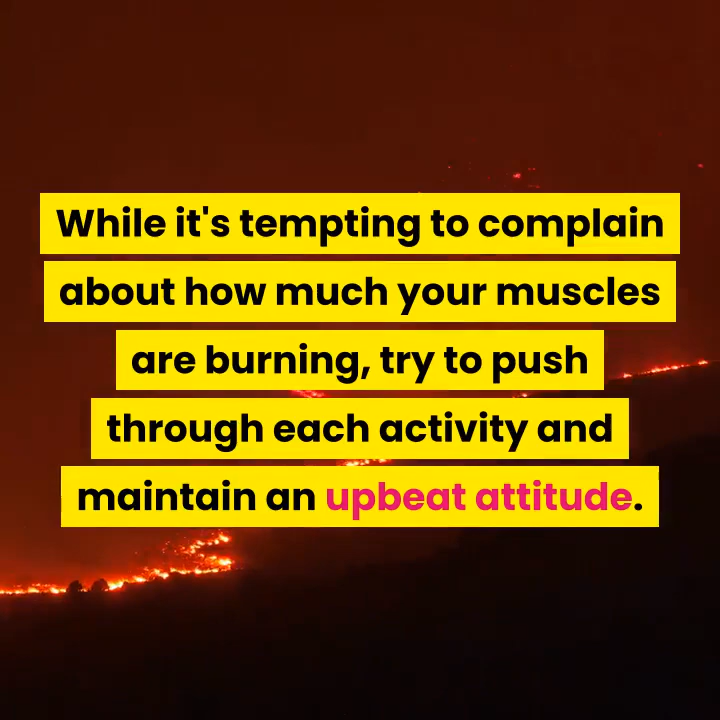 While it's tempting to complain
about how much your muscles
are burning, try to push
through each activity and
maintain an upbeat attitude.